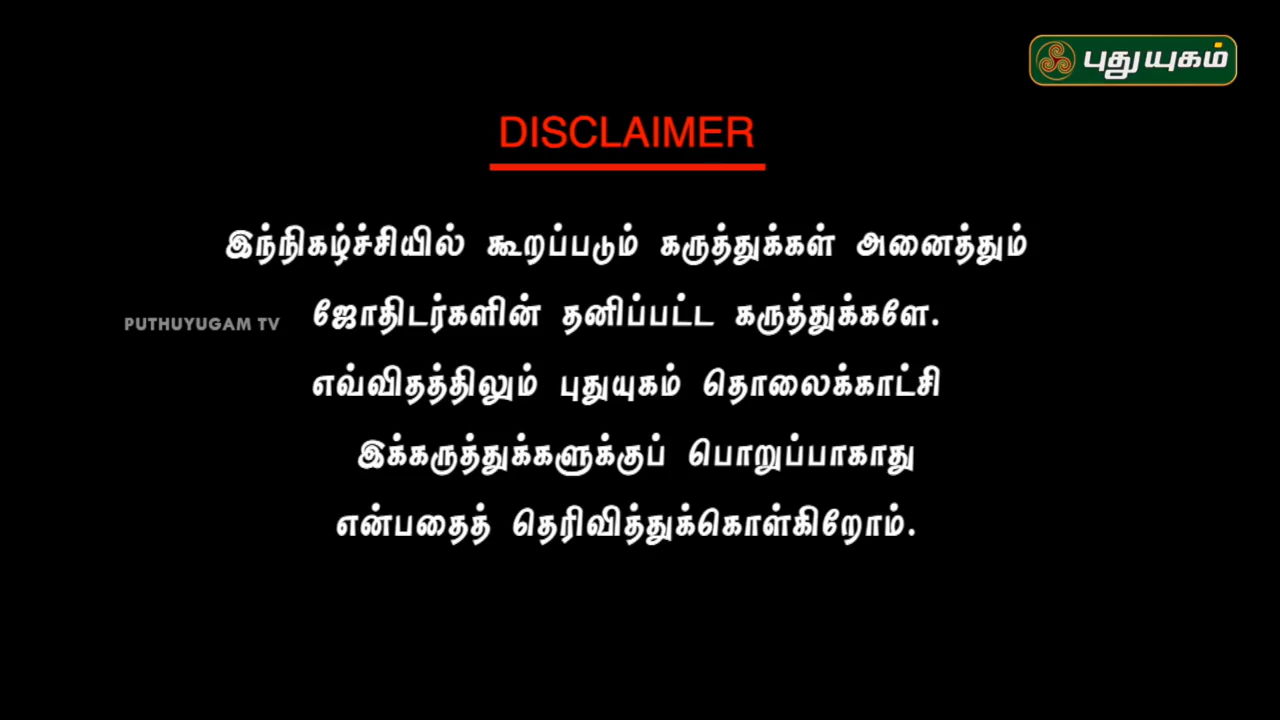 புதுயுகம்
DISCLAIMER
இந்நிகழ்ச்சியில் கூறப்படும் கருத்துக்கள் அனைத்தும்
PUTHUYUGAM TV
ஜோதிடர்களின் தனிப்பட்ட கருத்துக்களே.
எவ்விதத்திலும் புதுயுகம் தொலைக்காட்சி
இக்கருத்துக்களுக்குப் பொறுப்பாகாது
என்பதைத் தெரிவித்துக்கொள்கிறோம்.